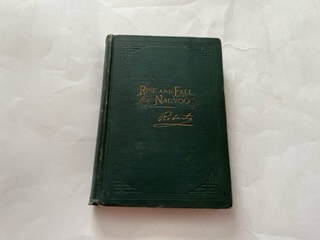 RISE AND FALL
OF NAUVOO
Roberts